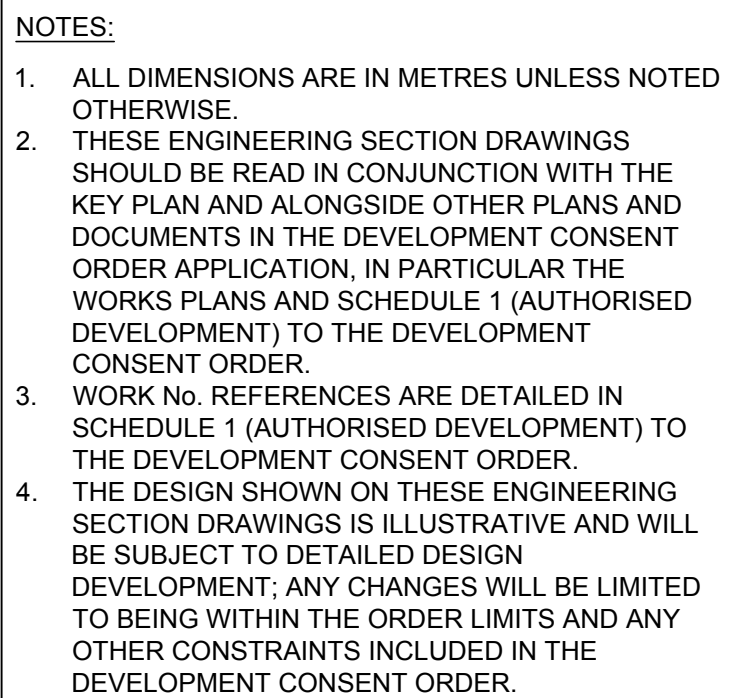 NOTES:
1. ALL DIMENSIONS ARE IN METRES UNLESS NOTED
OTHERWISE.
2. THESE ENGINEERING SECTION DRAWINGS
SHOULD BE READ IN CONJUNCTION WITH THE
KEY PLAN AND ALONGSIDE OTHER PLANS AND
DOCUMENTS IN THE DEVELOPMENT CONSENT
ORDER APPLICATION, IN PARTICULAR THE
WORKS PLANS AND SCHEDULE 1 (AUTHORISED
DEVELOPMENT) TO THE DEVELOPMENT
CONSENT ORDER.
3. WORK No. REFERENCES ARE DETAILED IN
SCHEDULE 1 (AUTHORISED DEVELOPMENT) TO
THE DEVELOPMENT CONSENT ORDER.
4. THE DESIGN SHOWN ON THESE ENGINEERING
SECTION DRAWINGS IS ILLUSTRATIVE AND WILL
BE SUBJECT TO DETAILED DESIGN
DEVELOPMENT; ANY CHANGES WILL BE LIMITED
TO BEING WITHIN THE ORDER LIMITS AND ANY
OTHER CONSTRAINTS INCLUDED IN THE
DEVELOPMENT CONSENT ORDER.